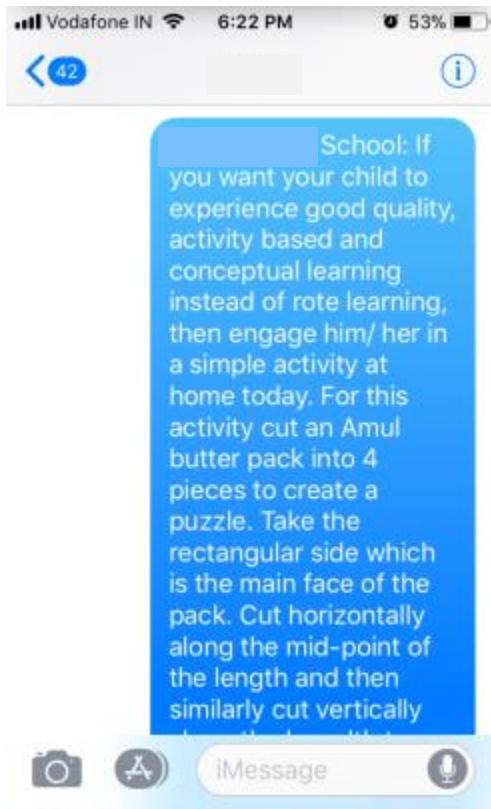 Vodafone IN 6:22 PM 53%
42
School: If
you want your child to
experience good quality,
activity based and
conceptual learning
instead of rote learning,
then engage him/ her in
a simple activity at
home today. For this
activity cut an Amul
butter pack into 4
pieces to create a
puzzle. Take the
rectangular side which
is the main face of the
pack. Cut horizontally
along the mid-point of
the length and then
similarly cut vertically
iMessage